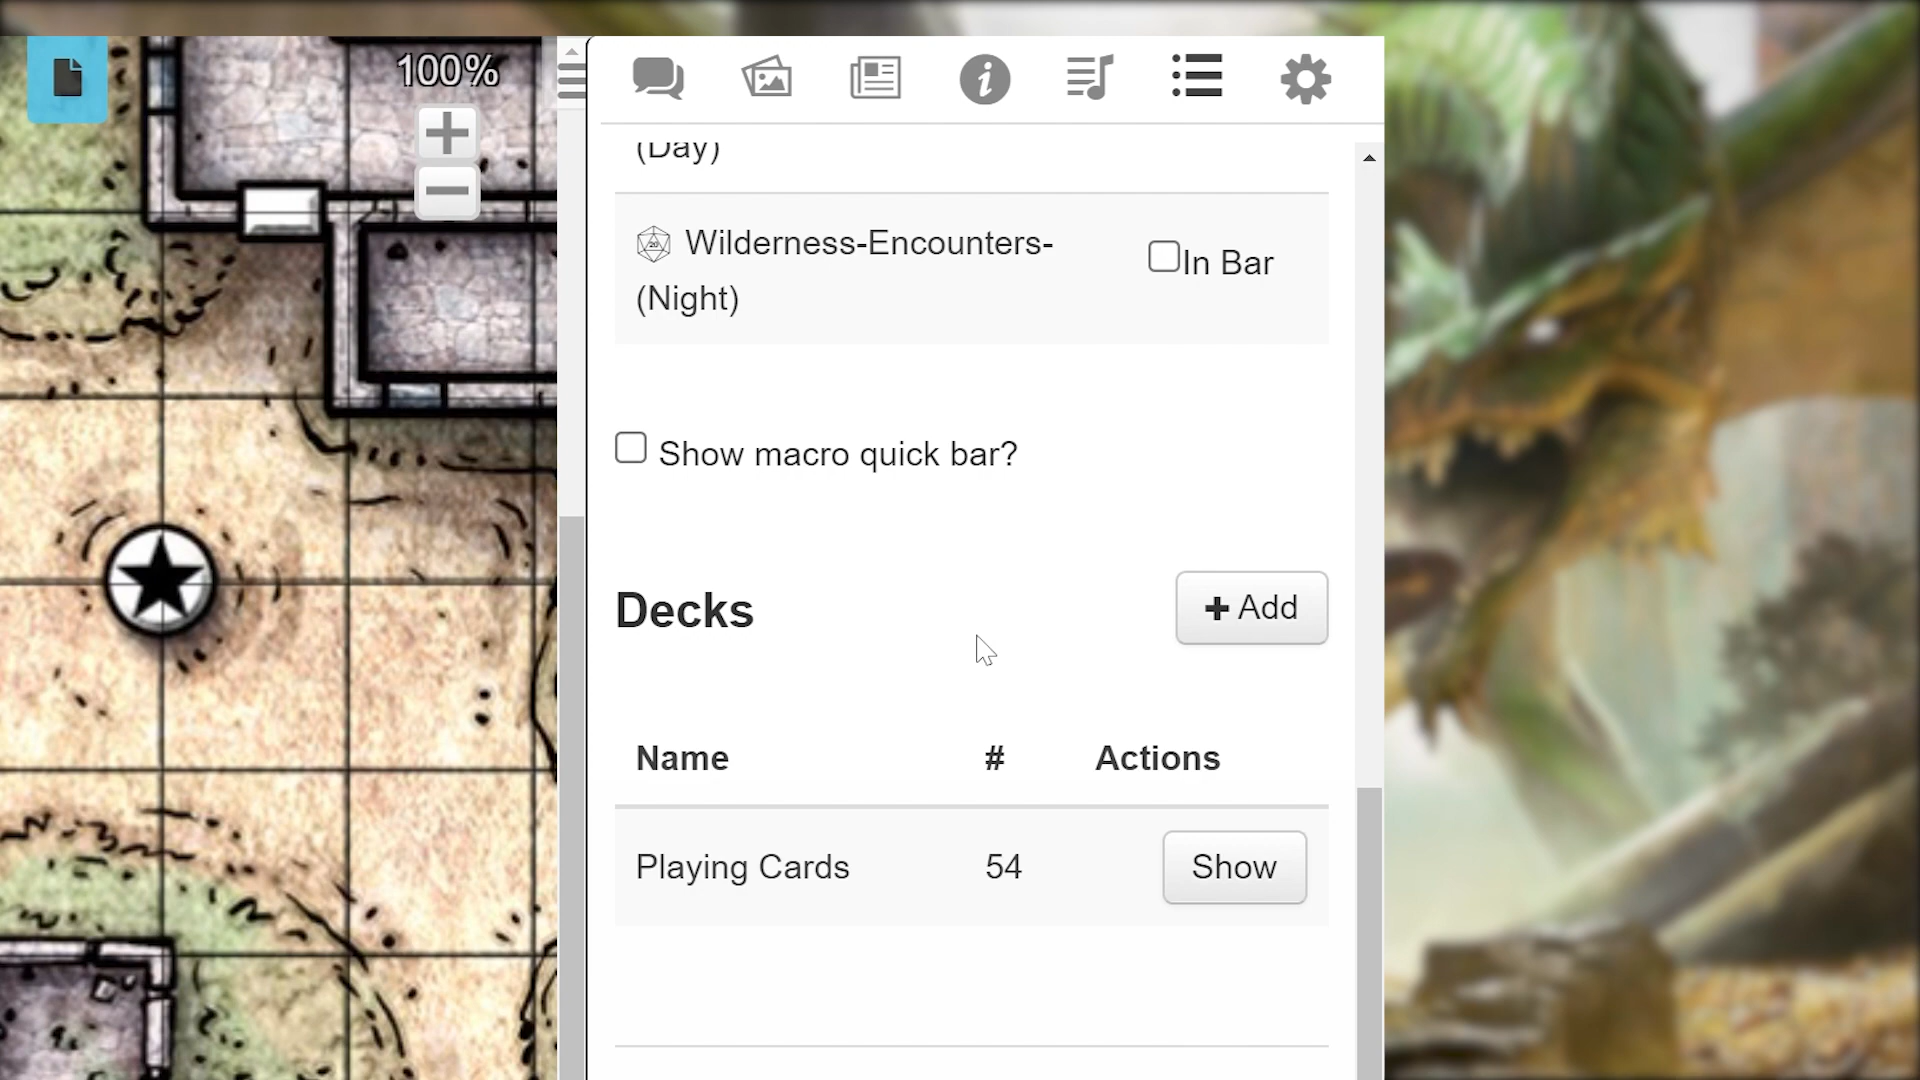 100%
(Day)
Wilderness-Encounters-
(Night)
In Bar
Show macro quick bar?
Decks
Add
Name # Actions
Playing Cards 54 Show
20